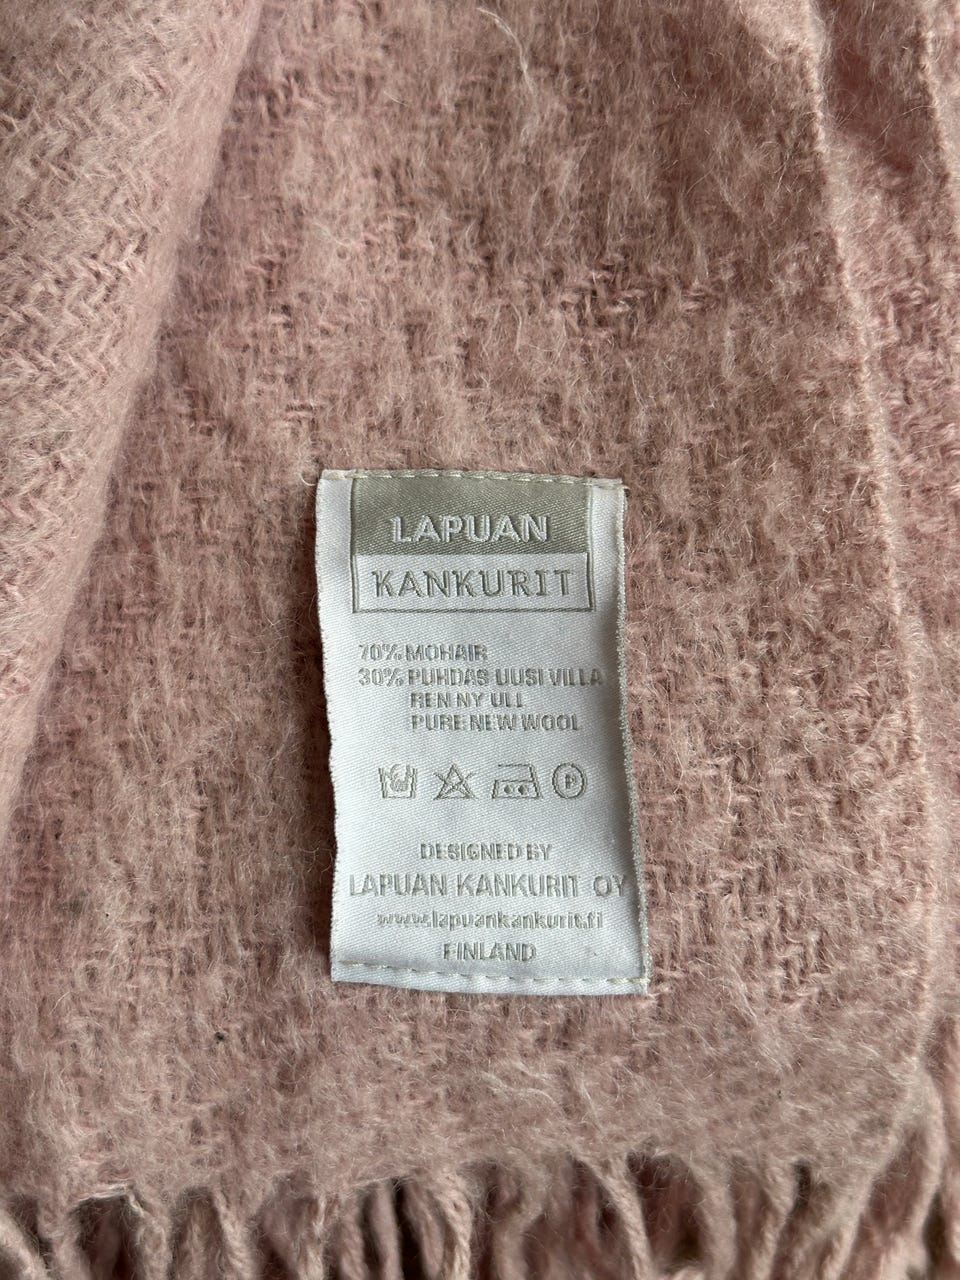 LAPUAN
KANKURIT
70% MOHAIR
30% PUHDAS UUSI VILLA
REN NY ULL
PURE NEW WOOL
P
DESIGNED BY
LAPUAN KANKURIT OY
www.lapuankankurit.fi
FINLAND